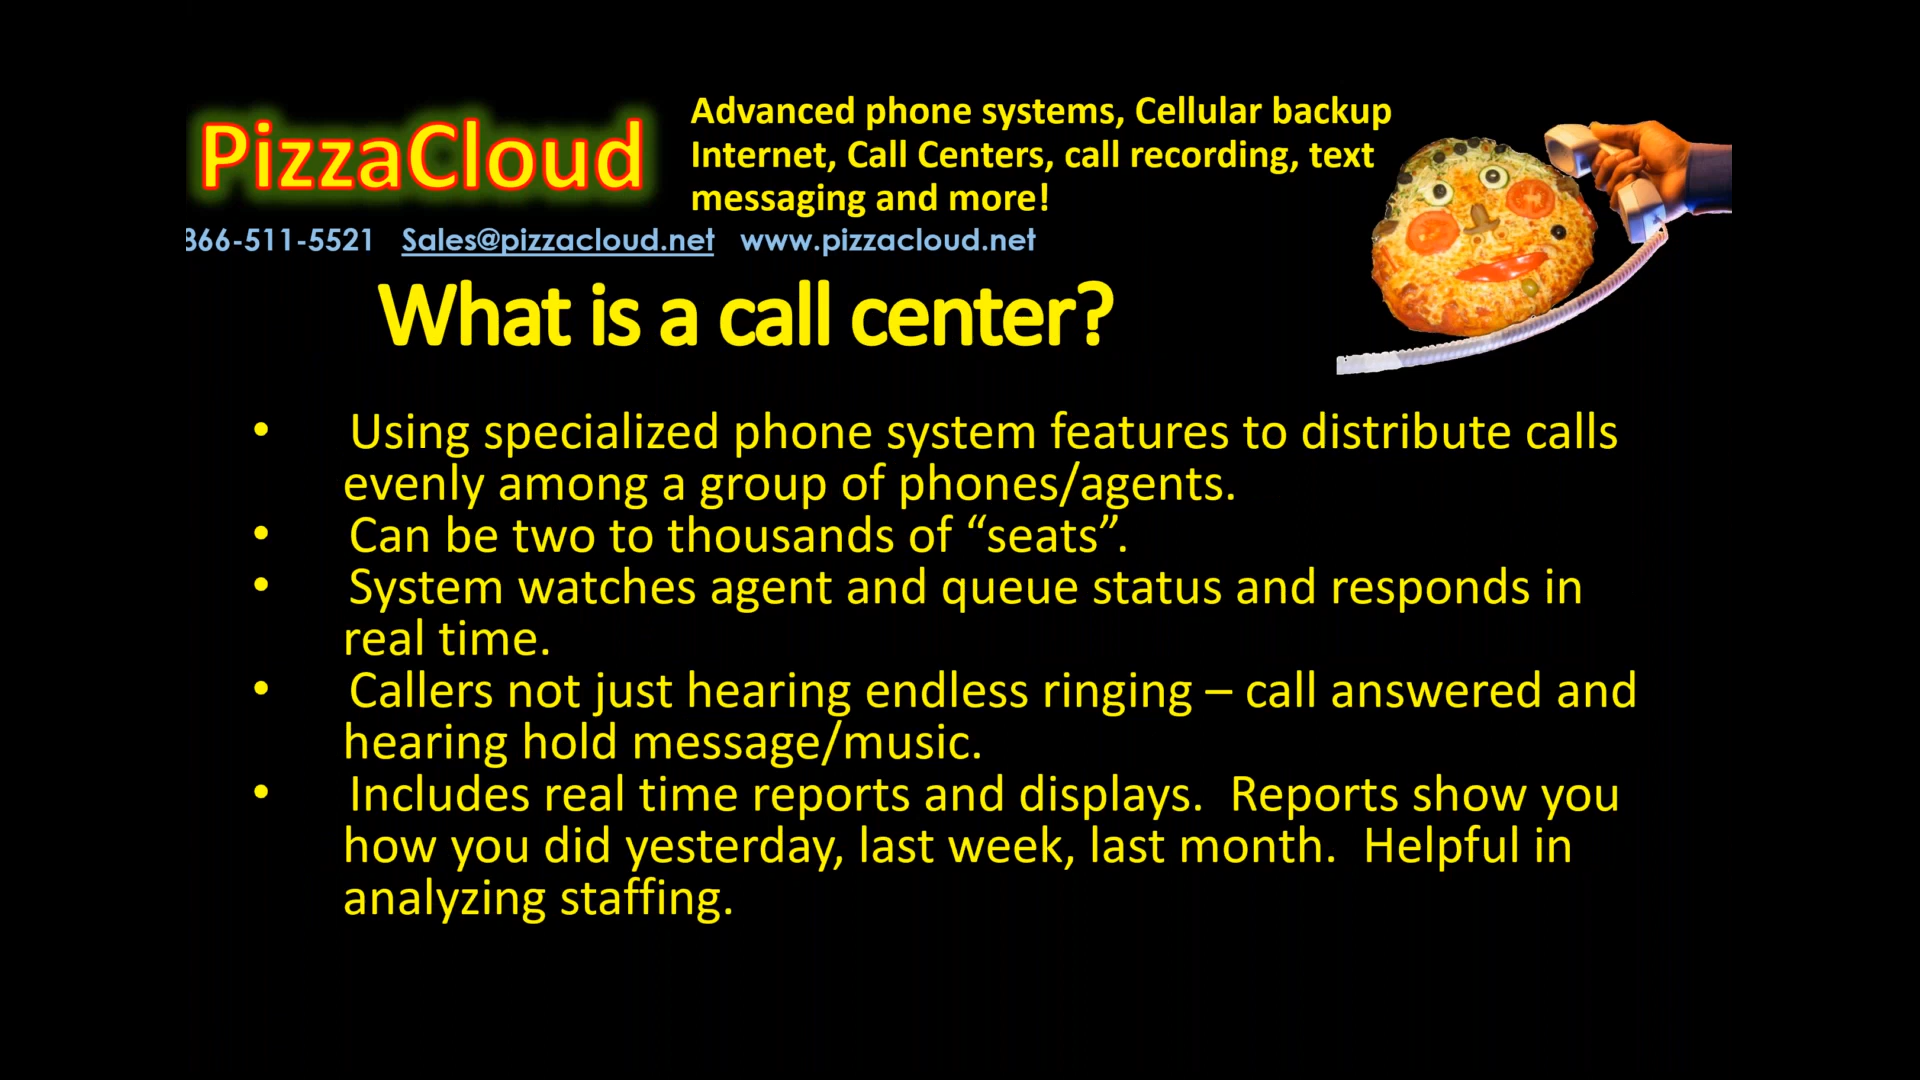 PizzaCloud
Advanced phone systems, Cellular backup
Internet, Call Centers, call recording, text
messaging and more!
866-511-5521 Sales@pizzacloud.net www.pizzacloud.net
What is a call center?
• Using specialized phone system features to distribute calls
evenly among a group of phones/agents.
• Can be two to thousands of “seats”.
• System watches agent and queue status and responds in
real time.
• Callers not just hearing endless ringing – call answered and
hearing hold message/music.
• Includes real time reports and displays. Reports show you
how you did yesterday, last week, last month. Helpful in
analyzing staffing.